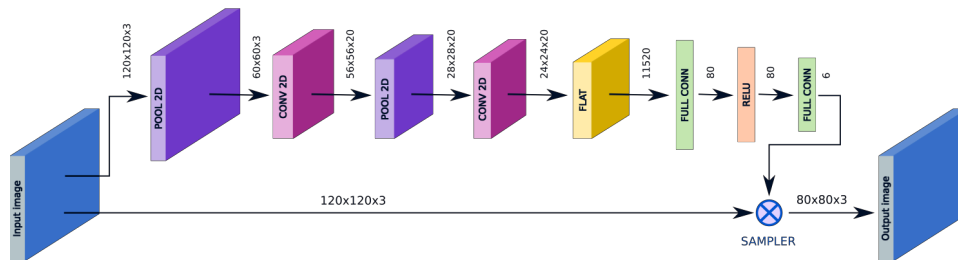 120x120x3
POOL 2D
60x60x3
CONV 2D
56x56x20
POOL 2D
28x28x20
CONV 2D
24x24x20
FLAT
11520
FULL CONN
80
RELU
80
FULL CONN
6
Input image
120x120x3
SAMPLER
80x80x3
Output image